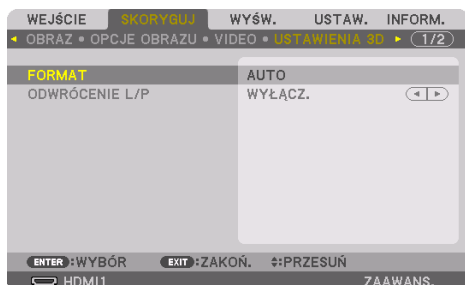 WEJŚCIE SKORYGUJ WYŚW. USTAW. INFORM.
OBRAZ • OPCJE OBRAZU • VIDEO • USTAWIENIA 3D 1/2
FORMAT AUTO
ODWRÓCENIE L/P WYŁĄCZ.
ENTER :WYBÓR EXIT :ZAKOŃ. :PRZESUŃ
HDMI1 ZAAWANS.